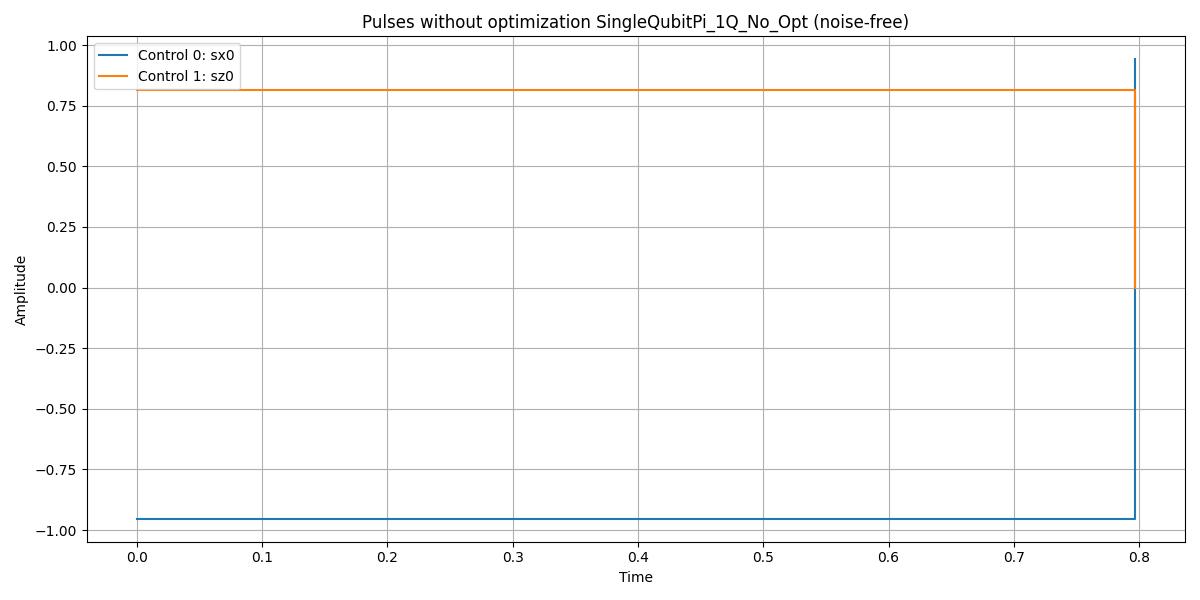 Pulses without optimization SingleQubitPi_1Q_No_Opt (noise-free)
Control 0: sx0
Control 1: sz0
Amplitude
1.00
0.75
0.50
0.25
0.00
−0.25
−0.50
−0.75
−1.00
0.0 0.1 0.2 0.3 0.4 0.5 0.6 0.7 0.8
Time